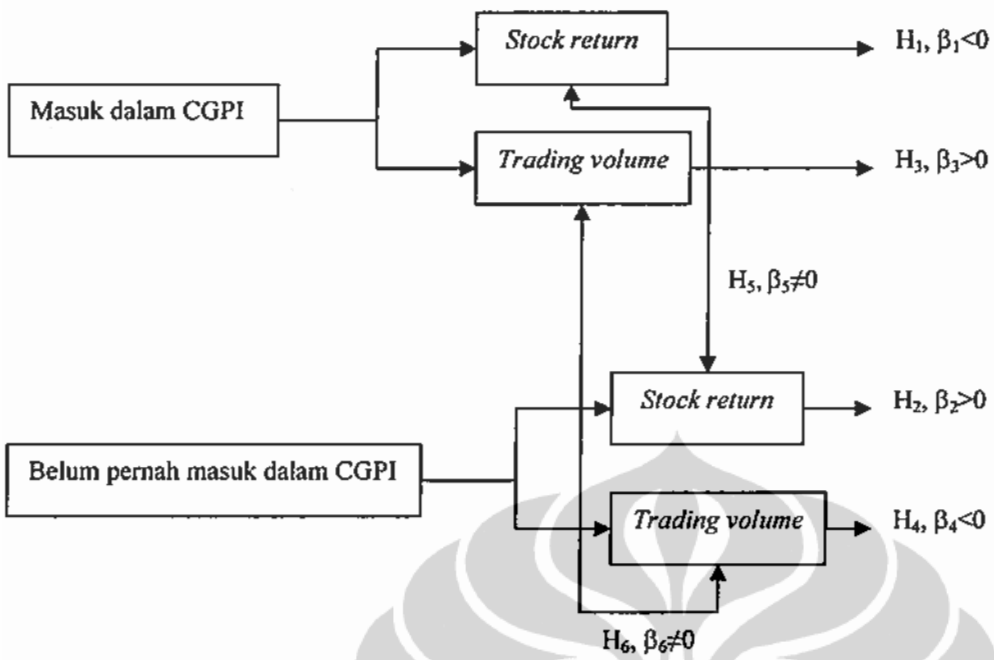 Stock return
H₁, β₁<0
Masuk dalam CGPI
Trading volume
H₃, β₃>0
H₅, β₅≠0
Stock return
H₂, β₂>0
Belum pernah masuk dalam CGPI
Trading volume
H₄, β₄<0
H₆, β₆≠0